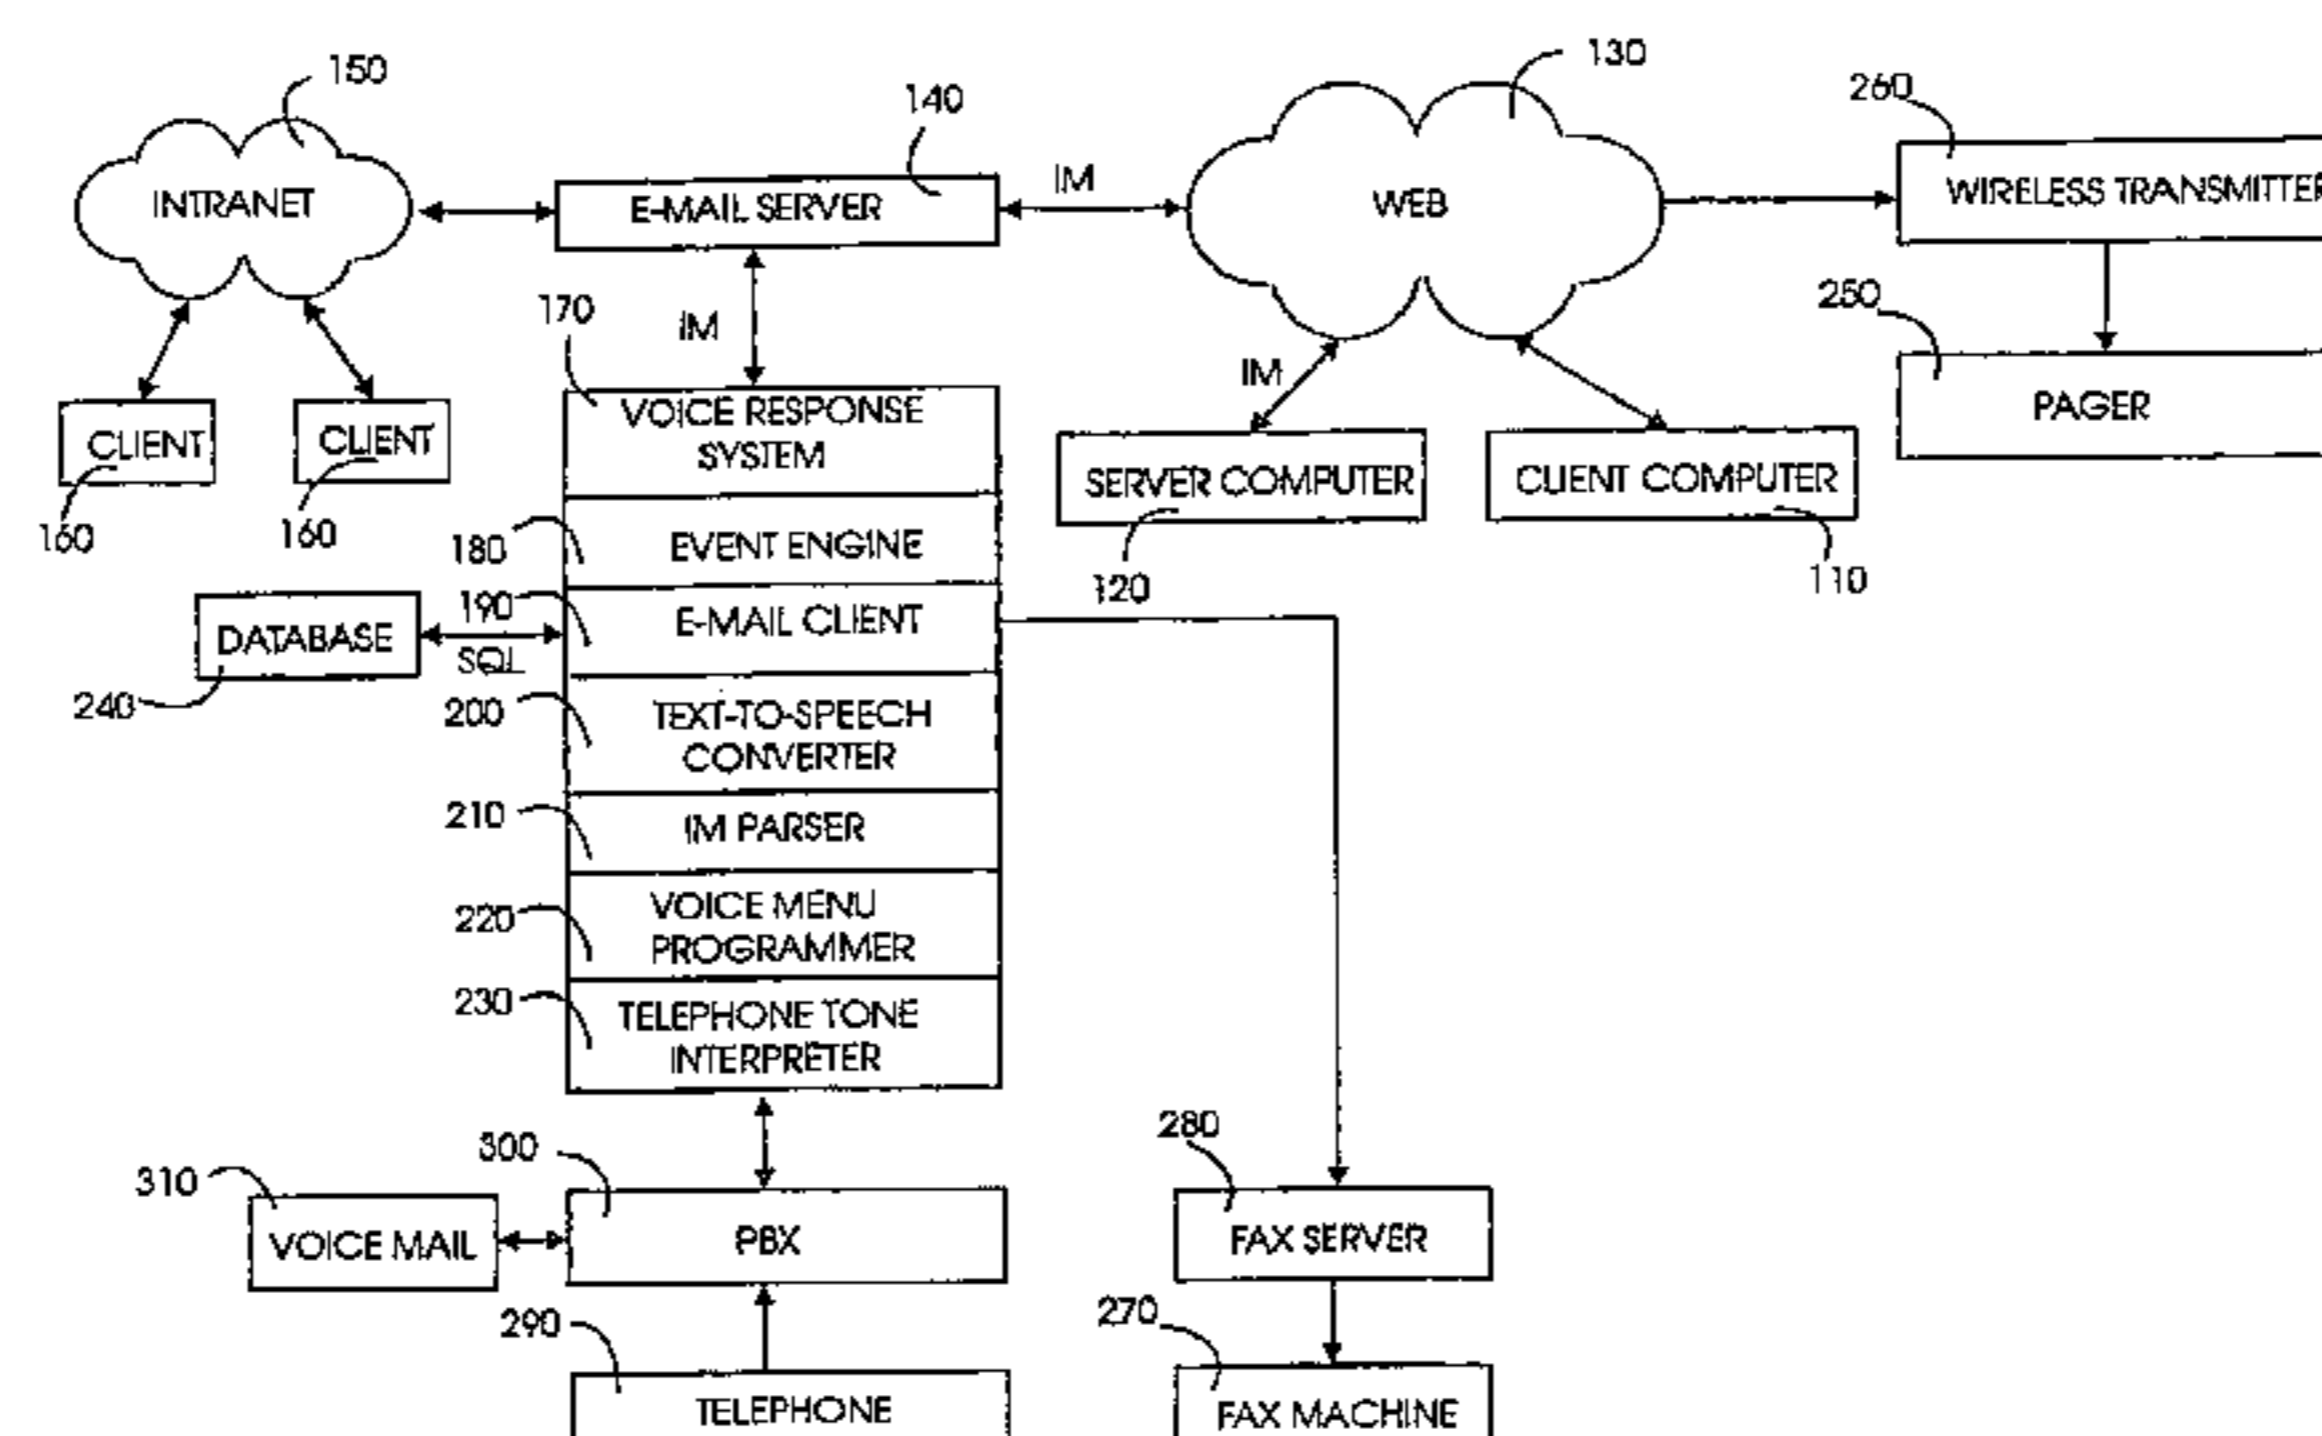 130
150
260
140
IM
INTRANET
E-MAIL SERVER
WEB
WIRELESS TRANSMITTER
170
IM
250
IM
VOICE RESPONSE
SYSTEM
PAGER
CLIENT
CLIENT
SERVER COMPUTER
CLIENT COMPUTER
160
160
180
EVENT ENGINE
120
110
190
E-MAIL CLIENT
DATABASE
SQL
240
200
TEXT-TO-SPEECH
CONVERTER
210
IM PARSER
220
VOICE MENU
PROGRAMMER
230
TELEPHONE TONE
INTERPRETER
280
300
310
VOICE MAIL
PBX
FAX SERVER
290
270
TELEPHONE
FAX MACHINE